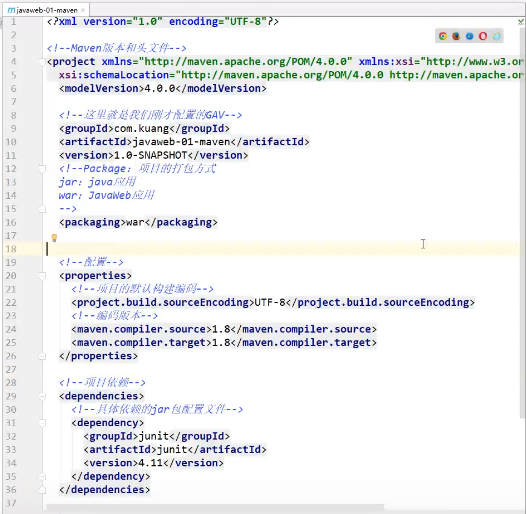 javaweb-01-maven
1 <?xml version="1.0" encoding="UTF-8"?>
2
3 <!--Maven版本和头文件-->
4 <project xmlns="http://maven.apache.org/POM/4.0.0" xmlns:xsi="http://www.w3.or
5 xsi:schemaLocation="http://maven.apache.org/POM/4.0.0 http://maven.apache.or
6 <modelVersion>4.0.0</modelVersion>
7
8 <!--这里就是我们刚才配置的GAV-->
9 <groupId>com.kuang</groupId>
10 <artifactId>javaweb-01-maven</artifactId>
11 <version>1.0-SNAPSHOT</version>
12 <!--Package: 项目的打包方式
13 jar: java应用
14 war: JavaWeb应用
15 -->
16 <packaging>war</packaging>
17
18
19 <!--配置-->
20 <properties>
21 <!--项目的默认构建编码-->
22 <project.build.sourceEncoding>UTF-8</project.build.sourceEncoding>
23 <!--编码版本-->
24 <maven.compiler.source>1.8</maven.compiler.source>
25 <maven.compiler.target>1.8</maven.compiler.target>
26 </properties>
27
28 <!--项目依赖-->
29 <dependencies>
30 <!--具体依赖的jar包配置文件-->
31 <dependency>
32 <groupId>junit</groupId>
33 <artifactId>junit</artifactId>
34 <version>4.11</version>
35 </dependency>
36 </dependencies>
37